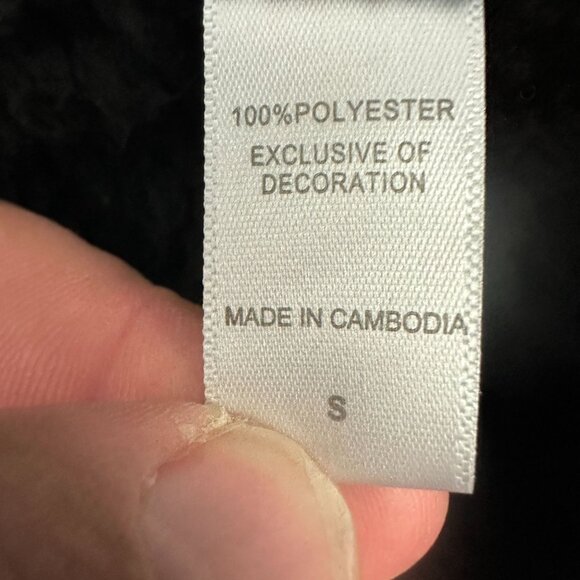 100%POLYESTER
EXCLUSIVE OF
DECORATION
MADE IN CAMBODIA
S